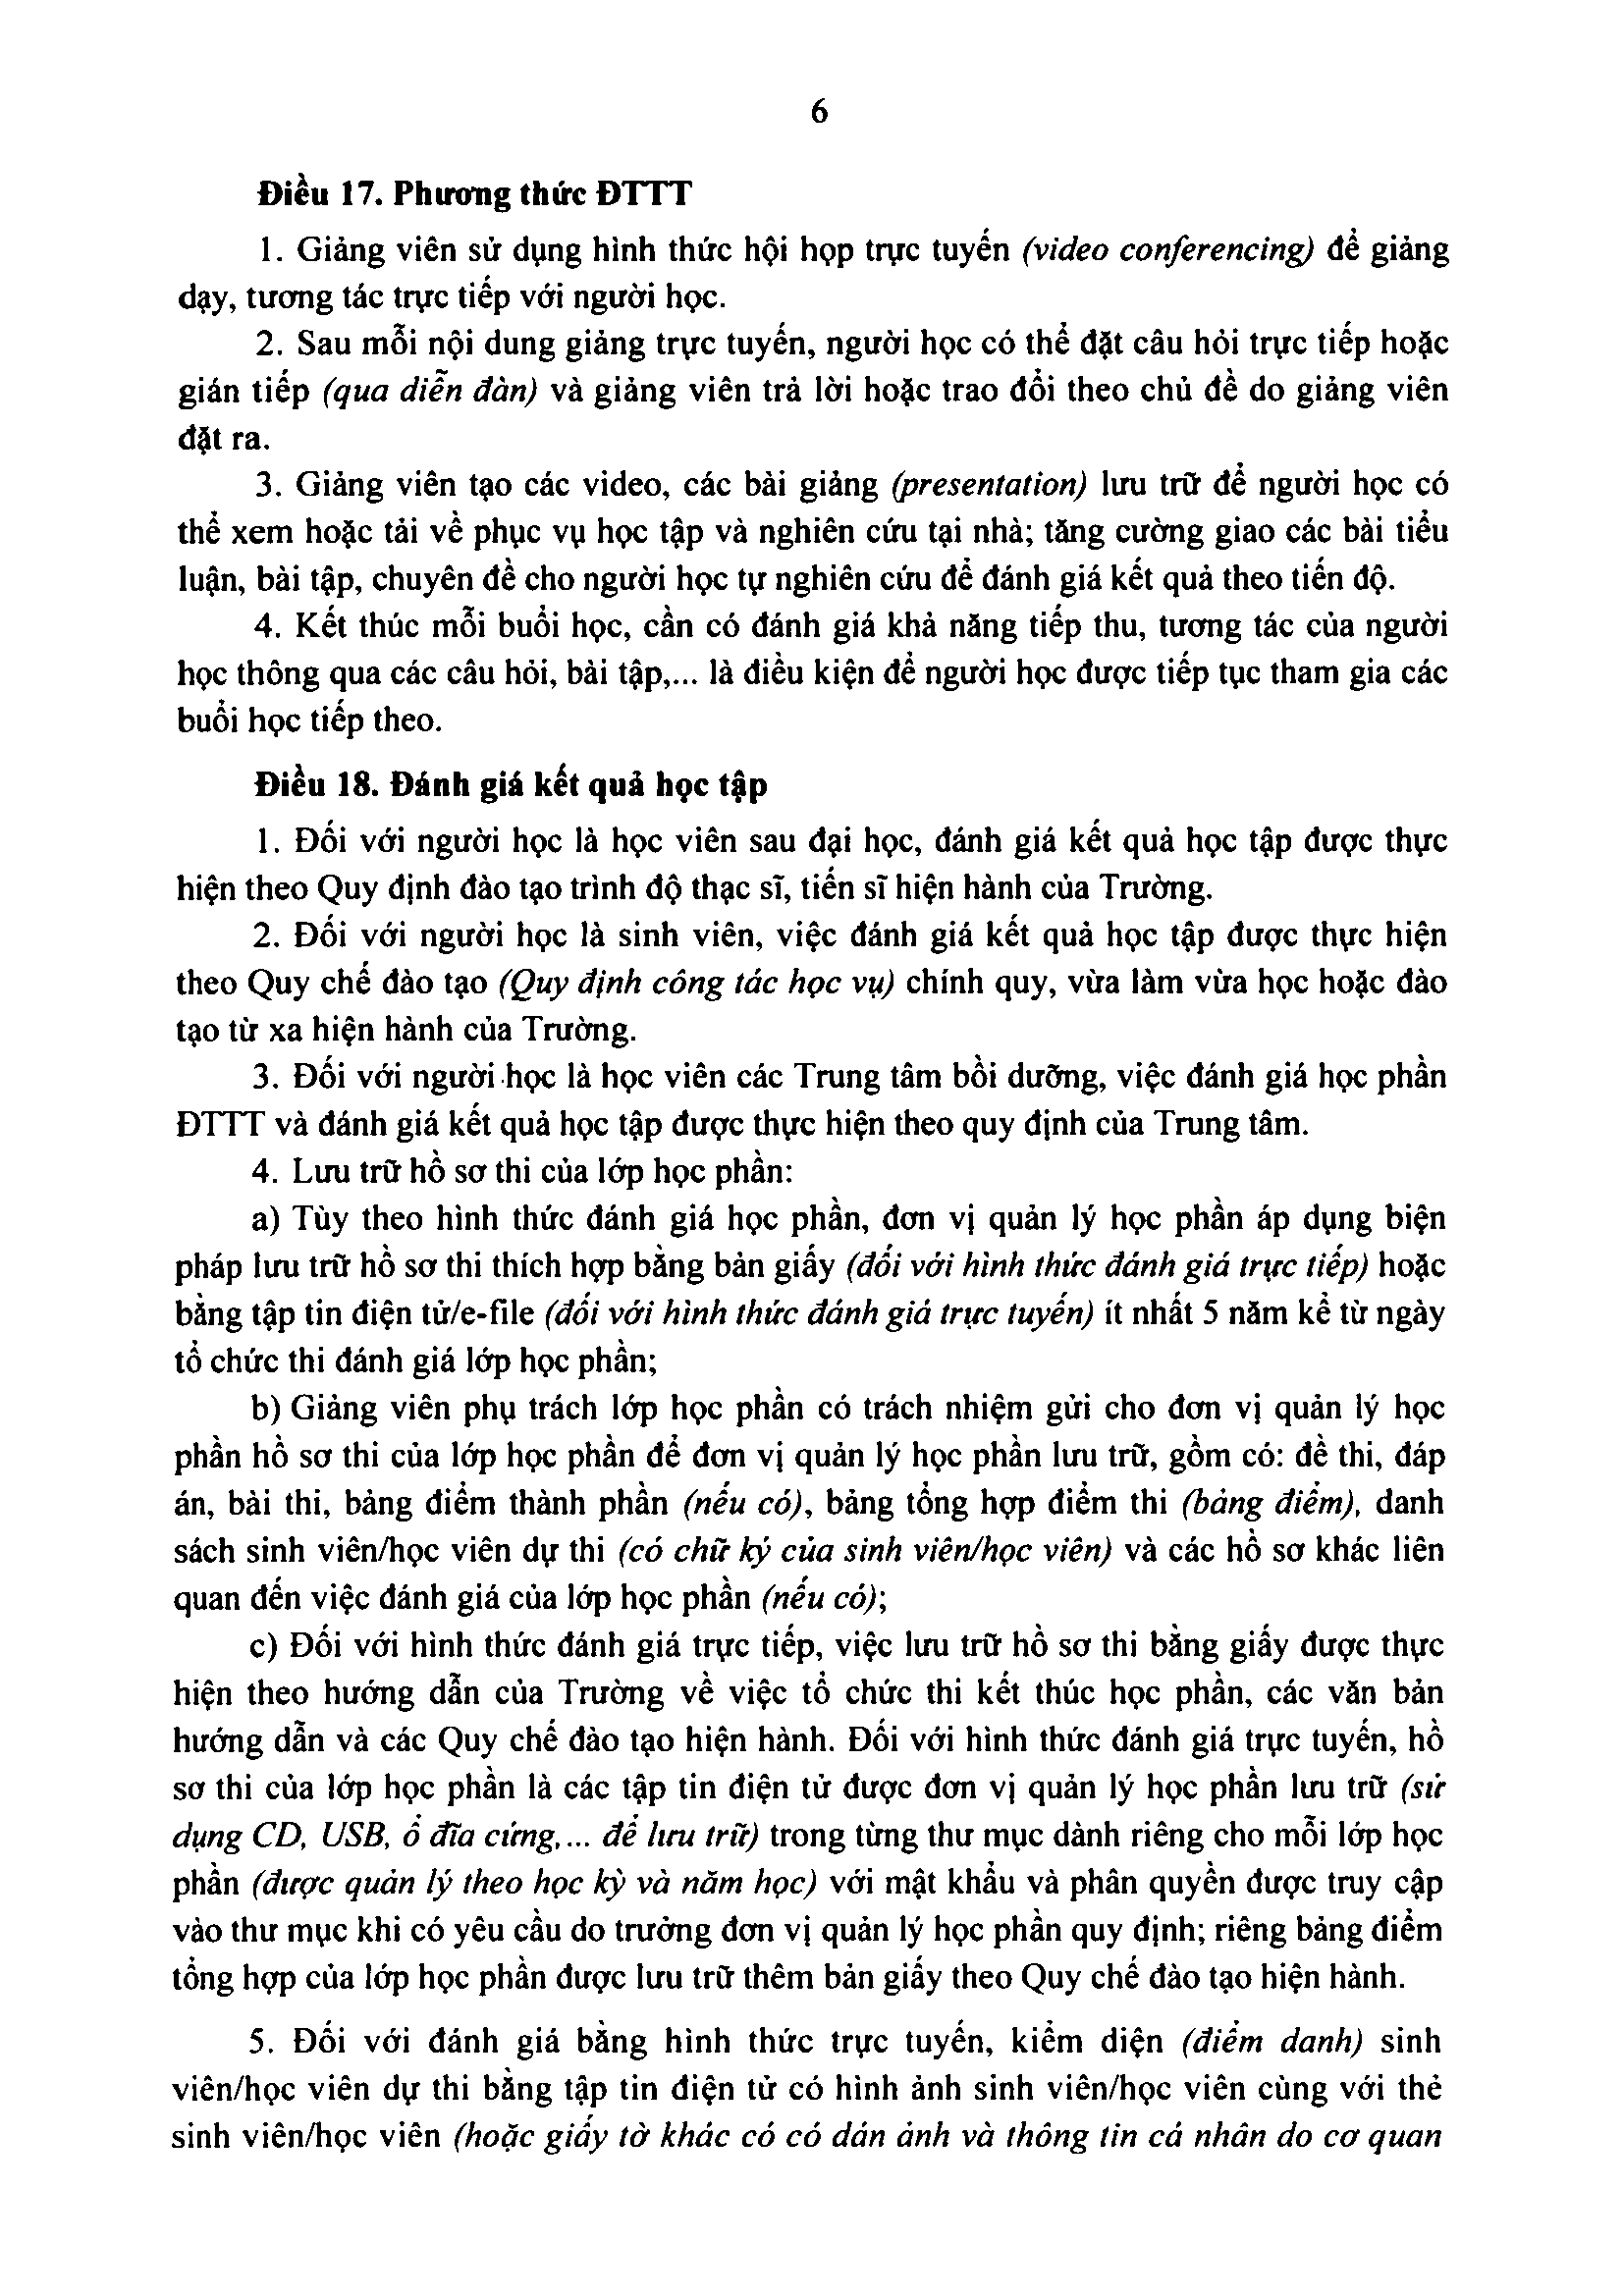 6
Điều 17. Phương thức ĐTTT
1. Giảng viên sử dụng hình thức hội họp trực tuyến (video conferencing) để giảng
dạy, tương tác trực tiếp với người học.
2. Sau mỗi nội dung giảng trực tuyến, người học có thể đặt câu hỏi trực tiếp hoặc
gián tiếp (qua diễn đàn) và giảng viên trả lời hoặc trao đổi theo chủ đề do giảng viên
đặt ra.
3. Giảng viên tạo các video, các bài giảng (presentation) lưu trữ để người học có
thể xem hoặc tải về phục vụ học tập và nghiên cứu tại nhà; tăng cường giao các bài tiểu
luận, bài tập, chuyên đề cho người học tự nghiên cứu để đánh giá kết quả theo tiến độ.
4. Kết thúc mỗi buổi học, cần có đánh giá khả năng tiếp thu, tương tác của người
học thông qua các câu hỏi, bài tập,... là điều kiện để người học được tiếp tục tham gia các
buổi học tiếp theo.
Điều 18. Đánh giá kết quả học tập
1. Đối với người học là học viên sau đại học, đánh giá kết quả học tập được thực
hiện theo Quy định đào tạo trình độ thạc sĩ, tiến sĩ hiện hành của Trường.
2. Đối với người học là sinh viên, việc đánh giá kết quả học tập được thực hiện
theo Quy chế đào tạo (Quy định công tác học vụ) chính quy, vừa làm vừa học hoặc đào
tạo từ xa hiện hành của Trường.
3. Đối với người học là học viên các Trung tâm bồi dưỡng, việc đánh giá học phần
ĐTTT và đánh giá kết quả học tập được thực hiện theo quy định của Trung tâm.
4. Lưu trữ hồ sơ thi của lớp học phần:
a) Tùy theo hình thức đánh giá học phần, đơn vị quản lý học phần áp dụng biện
pháp lưu trữ hồ sơ thi thích hợp bằng bản giấy (đối với hình thức đánh giá trực tiếp) hoặc
bằng tập tin điện tử/e-file (đối với hình thức đánh giá trực tuyến) ít nhất 5 năm kể từ ngày
tổ chức thi đánh giá lớp học phần;
b) Giảng viên phụ trách lớp học phần có trách nhiệm gửi cho đơn vị quản lý học
phần hồ sơ thi của lớp học phần để đơn vị quản lý học phần lưu trữ, gồm có: đề thi, đáp
án, bài thi, bảng điểm thành phần (nếu có), bảng tổng hợp điểm thi (bảng điểm), danh
sách sinh viên/học viên dự thi (có chữ ký của sinh viên/học viên) và các hồ sơ khác liên
quan đến việc đánh giá của lớp học phần (nếu có);
c) Đối với hình thức đánh giá trực tiếp, việc lưu trữ hồ sơ thi bằng giấy được thực
hiện theo hướng dẫn của Trường về việc tổ chức thi kết thúc học phần, các văn bản
hướng dẫn và các Quy chế đào tạo hiện hành. Đối với hình thức đánh giá trực tuyến, hồ
sơ thi của lớp học phần là các tập tin điện tử được đơn vị quản lý học phần lưu trữ (sử
dụng CD, USB, ổ đĩa cứng,... để lưu trữ) trong từng thư mục dành riêng cho mỗi lớp học
phần (được quản lý theo học kỳ và năm học) với mật khẩu và phân quyền được truy cập
vào thư mục khi có yêu cầu do trưởng đơn vị quản lý học phần quy định; riêng bảng điểm
tổng hợp của lớp học phần được lưu trữ thêm bản giấy theo Quy chế đào tạo hiện hành.
5. Đối với đánh giá bằng hình thức trực tuyến, kiểm diện (điểm danh) sinh
viên/học viên dự thi bằng tập tin điện tử có hình ảnh sinh viên/học viên cùng với thẻ
sinh viên/học viên (hoặc giấy tờ khác có có dán ảnh và thông tin cá nhân do cơ quan